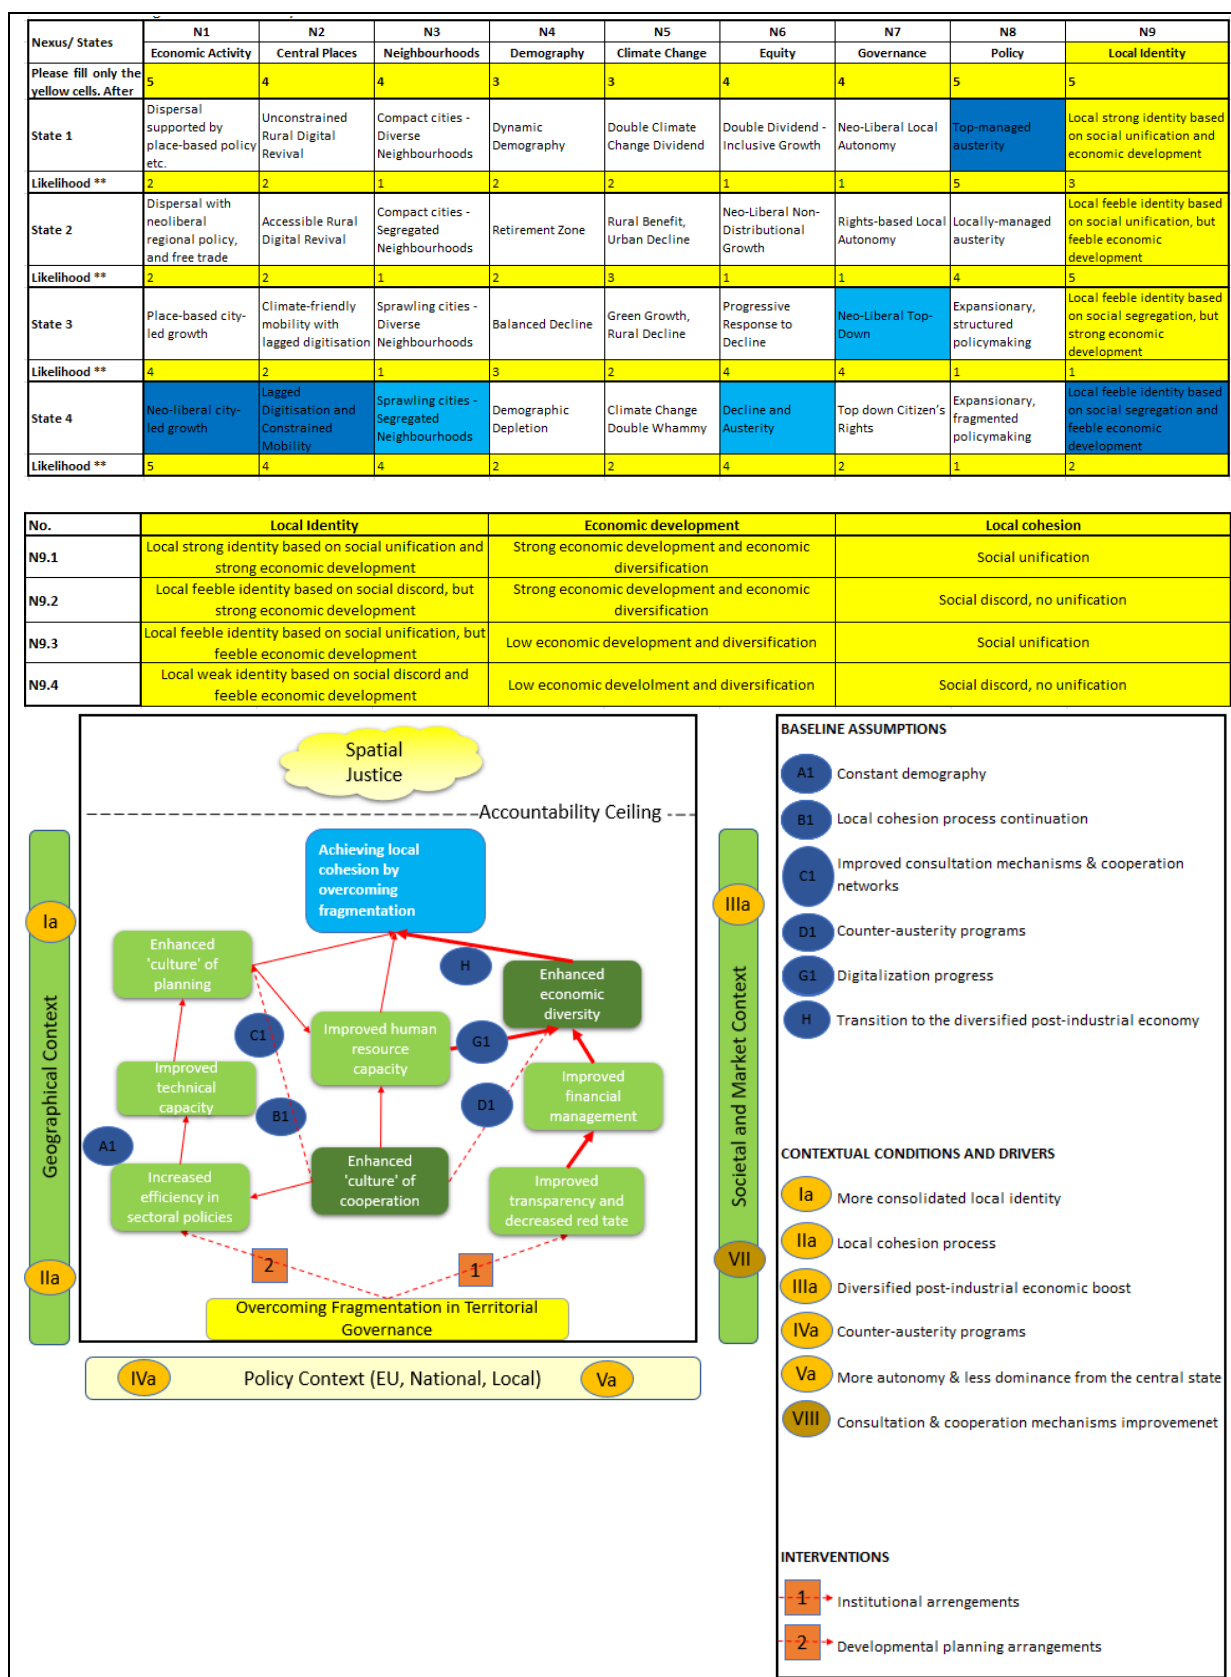 Nexus/ States N1 N2 N3 N4 N5 N6 N7 N8 N9
Economic Activity Central Places Neighbourhoods Demography Climate Change Equity Governance Policy Local Identity
Please fill only the
yellow cells. After
5 4 4 3 3 4 4 5 5
State 1
Dispersal
supported by
place-based policy
etc.
Unconstrained
Rural Digital
Revival
Compact cities -
Diverse
Neighbourhoods
Dynamic
Demography
Double Climate
Change Dividend
Double Dividend -
Inclusive Growth
Neo-Liberal Local
Autonomy
Top-managed
austerity
Local strong identity based
on social unification and
economic development
Likelihood ** 2 2 1 2 2 1 1 5 3
State 2
Dispersal with
neoliberal
regional policy,
and free trade
Accessible Rural
Digital Revival
Compact cities -
Segregated
Neighbourhoods
Retirement Zone
Rural Benefit,
Urban Decline
Neo-Liberal Non-
Distributional
Growth
Rights-based Local
Autonomy
Locally-managed
austerity
Local feeble identity based
on social unification, but
feeble economic
development
Likelihood ** 2 2 1 2 3 1 1 4 5
State 3
Place-based city-
led growth
Climate-friendly
mobility with
lagged digitisation
Sprawling cities -
Diverse
Neighbourhoods
Balanced Decline
Green Growth,
Rural Decline
Progressive
Response to
Decline
Neo-Liberal Top-
Down
Expansionary,
structured
policymaking
Local feeble identity based
on social segregation, but
strong economic
development
Likelihood ** 4 2 1 3 2 4 4 1 1
State 4
Neo-liberal city-
led growth
Lagged
Digitisation and
Constrained
Mobility
Sprawling cities -
Segregated
Neighbourhoods
Demographic
Depletion
Climate Change
Double Whammy
Decline and
Austerity
Top down Citizen's
Rights
Expansionary,
fragmented
policymaking
Local feeble identity based
on social segregation and
feeble economic
development
Likelihood ** 5 4 4 2 2 4 2 1 2
No. Local Identity Economic development Local cohesion
N9.1
Local strong identity based on social unification and
strong economic development
Strong economic development and economic
diversification
Social unification
N9.2
Local feeble identity based on social discord, but
strong economic development
Strong economic development and economic
diversification
Social discord, no unification
N9.3
Local feeble identity based on social unification, but
feeble economic development
Low economic development and diversification
Social unification
N9.4
Local weak identity based on social discord and
feeble economic development
Low economic develolment and diversification
Social discord, no unification
Spatial
Justice
Accountability Ceiling
Achieving local
cohesion by
overcoming
fragmentation
Geographical Context
Ia
IIa
Enhanced
'culture' of
planning
H
Enhanced
economic
diversity
C1
Improved human
resource
capacity
G1
Improved
technical
capacity
Improved
financial
management
B1
D1
A1
Increased
efficiency in
sectoral policies
Enhanced
'culture' of
cooperation
Improved
transparency and
decreased red tate
2
1
Overcoming Fragmentation in Territorial
Governance
Societal and Market Context
IIIa
VII
IVa
Policy Context (EU, National, Local)
Va
BASELINE ASSUMPTIONS
A1 Constant demography
B1 Local cohesion process continuation
C1 Improved consultation mechanisms & cooperation
networks
D1 Counter-austerity programs
G1 Digitalization progress
H Transition to the diversified post-industrial economy
CONTEXTUAL CONDITIONS AND DRIVERS
Ia More consolidated local identity
IIa Local cohesion process
IIIa Diversified post-industrial economic boost
IVa Counter-austerity programs
Va More autonomy & less dominance from the central state
VIII Consultation & cooperation mechanisms improvemenet
INTERVENTIONS
1 Institutional arrengements
2 Developmental planning arrangements